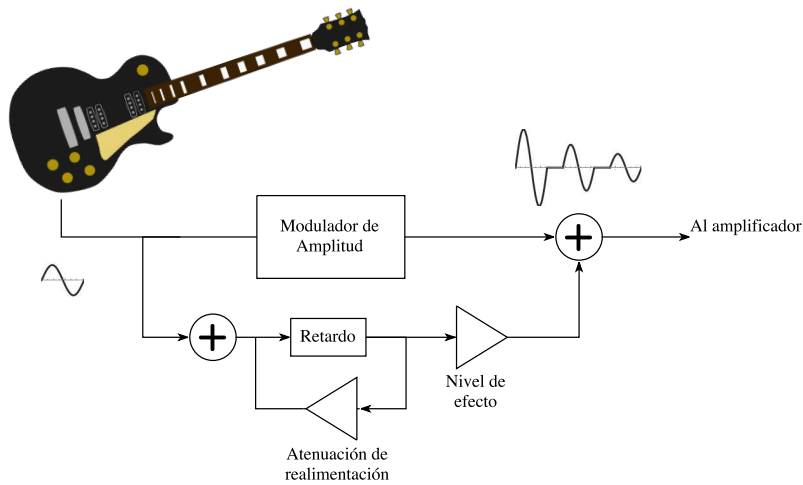 Modulador de
Amplitud
Al amplificador
Retardo
Nivel de
efecto
Atenuación de
realimentación